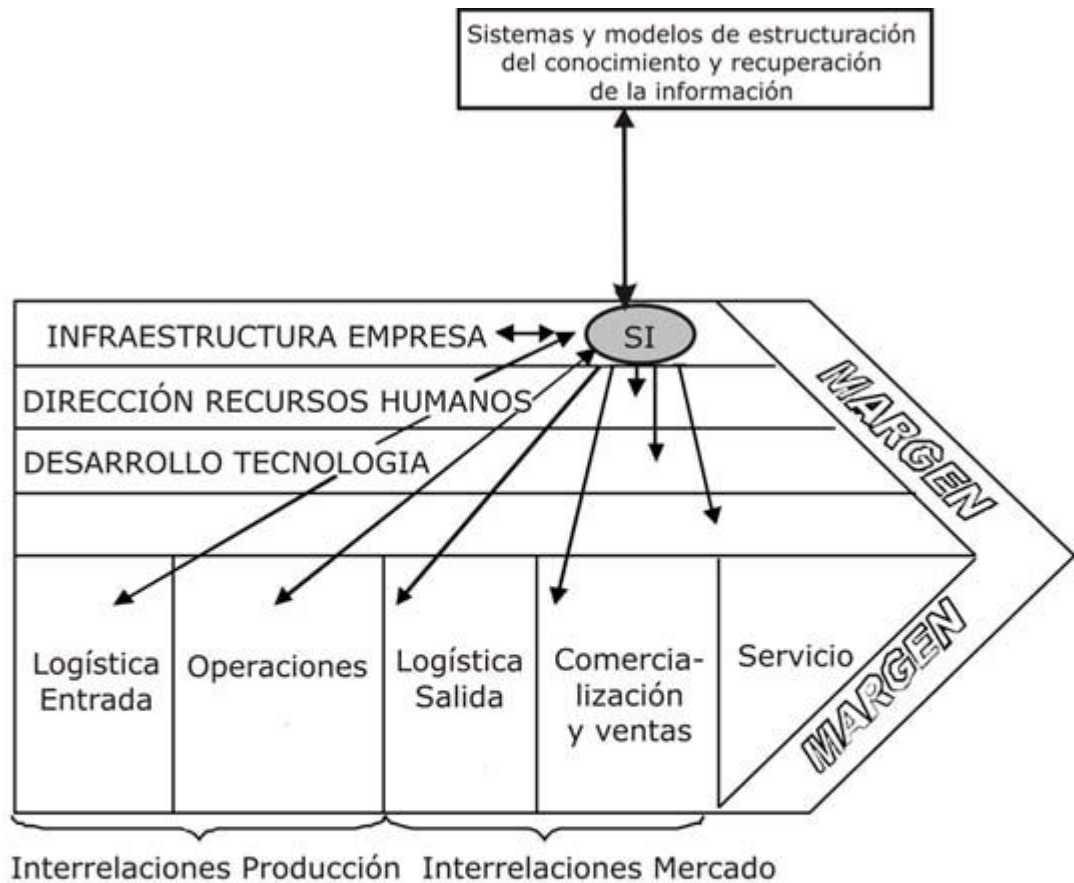 Sistemas y modelos de estructuración
del conocimiento y recuperación
de la información
INFRAESTRUCTURA EMPRESA
SI
DIRECCIÓN RECURSOS HUMANOS
DESARROLLO TECNOLOGIA
MARGEN
MARGEN
Logística
Entrada
Operaciones
Logística
Salida
Comercia-
lización
y ventas
Servicio
Interrelaciones Producción
Interrelaciones Mercado